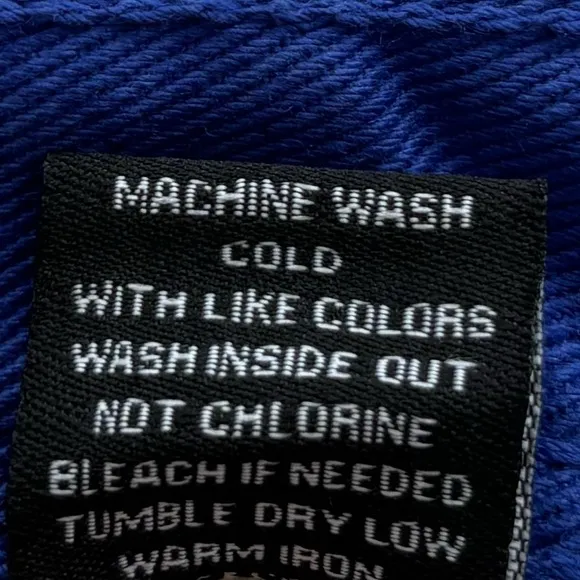 MACHINE WASH
COLD
WITH LIKE COLORS
WASH INSIDE OUT
NOT CHLORINE
BLEACH IF NEEDED
TUMBLE DRY LOW
WARM IRON